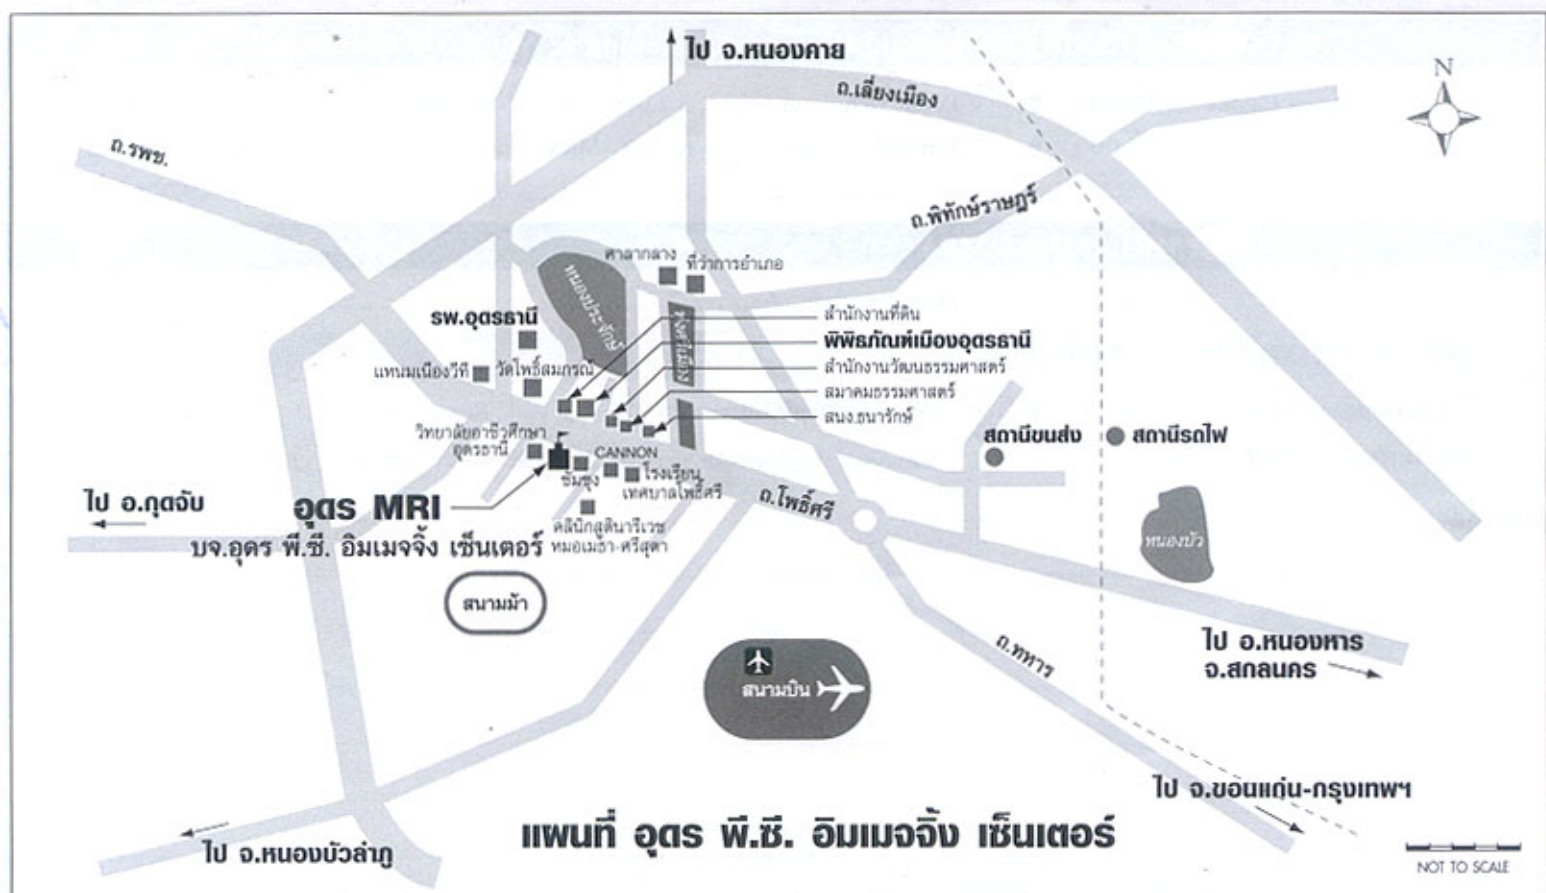 ไป จ.หนองคาย
N
ถ.เลี่ยงเมือง
ถ.รพช.
ถ.พิทักษ์ราษฎร์
ศาลากลาง
ที่ว่าการอำเภอ
หนองประจักษ์
รพ.อุดรธานี
ทุ่งศรีเมือง
สำนักงานที่ดิน
พิพิธภัณฑ์เมืองอุดรธานี
แหนมเนืองวีที
วัดโพธิ์สมภรณ์
สำนักงานวัฒนธรรมศาสตร์
สมาคมธรรมศาสตร์
สนง.ธนารักษ์
วิทยาลัยอาชีวศึกษา
อุดรธานี
CANNON
ซัมซุง
โรงเรียน
เทศบาลโพธิ์ศรี
สถานีขนส่ง
สถานีรถไฟ
ไป อ.กุดจับ
อุดร MRI
บจ.อุดร พี.ซี. อิมเมจจิ้ง เซ็นเตอร์
คลินิกสูตินารีเวช
หมอเมธา-ศรีสุดา
ถ.โพธิ์ศรี
หนองบัว
สนามม้า
สนามบิน
ถ.ทหาร
ไป อ.หนองหาร
จ.สกลนคร
ไป จ.ขอนแก่น-กรุงเทพฯ
แผนที่ อุดร พี.ซี. อิมเมจจิ้ง เซ็นเตอร์
ไป จ.หนองบัวลำภู
NOT TO SCALE